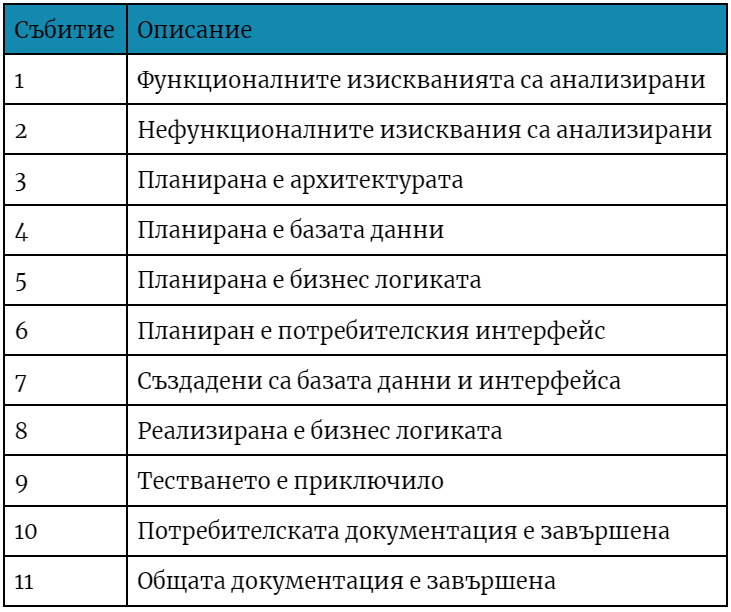 Събитие Описание
1 Функционалните изискванията са анализирани
2 Нефункционалните изисквания са анализирани
3 Планирана е архитектурата
4 Планирана е базата данни
5 Планирана е бизнес логиката
6 Планиран е потребителския интерфейс
7 Създадени са базата данни и интерфейса
8 Реализирана е бизнес логиката
9 Тестването е приключило
10 Потребителската документация е завършена
11 Общата документация е завършена